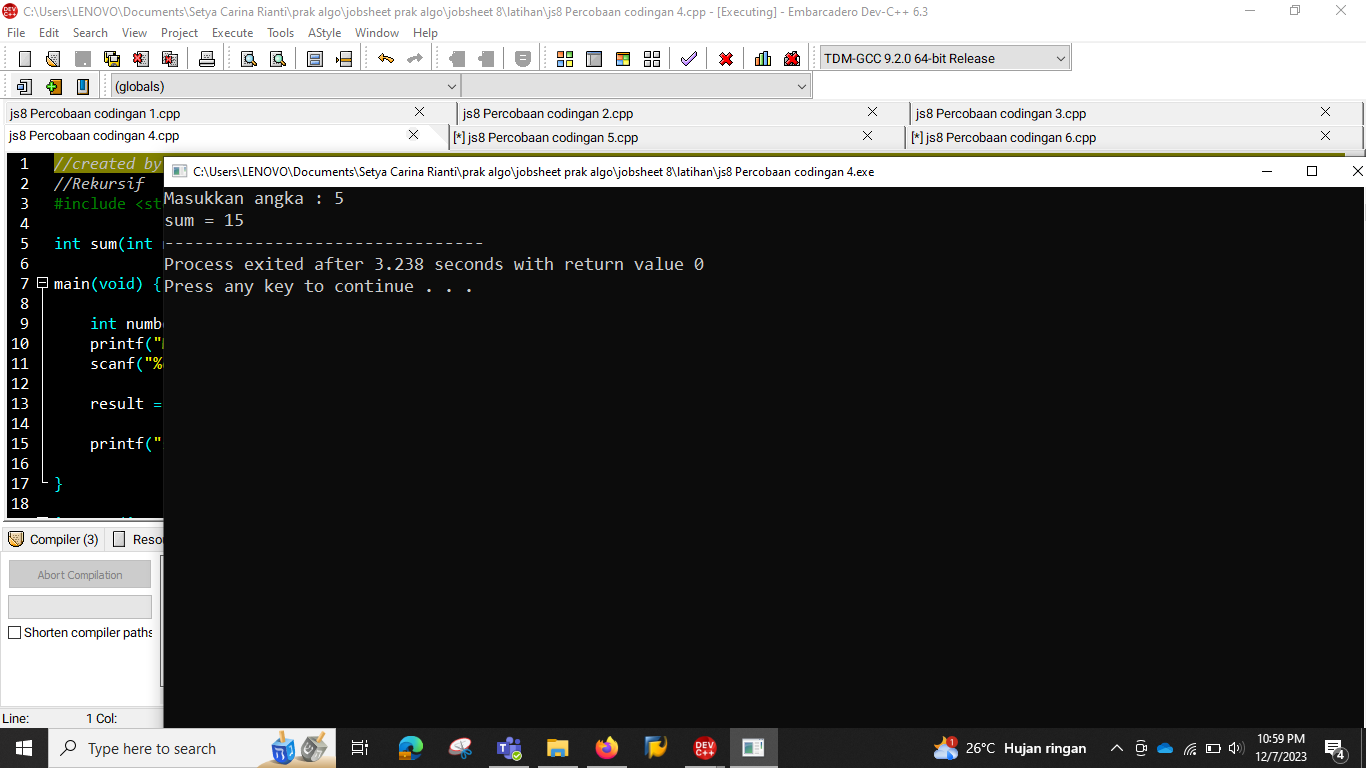 C:\Users\LENOVO\Documents\Setya Carina Rianti\prak algo\jobsheet prak algo\jobsheet 8\latihan\js8 Percobaan codingan 4.cpp - [Executing] - Embarcadero Dev-C++ 6.3
File Edit Search View Project Execute Tools AStyle Window Help
TDM-GCC 9.2.0 64-bit Release
(globals)
js8 Percobaan codingan 1.cpp
js8 Percobaan codingan 2.cpp
js8 Percobaan codingan 3.cpp
js8 Percobaan codingan 4.cpp
[*] js8 Percobaan codingan 5.cpp
[*] js8 Percobaan codingan 6.cpp
1 //created by
2 //Rekursif
3 #include <st
4
5 int sum(int
6
7 main(void) {
8
9 int numb
10 printf("
11 scanf("%
12
13 result =
14
15 printf("
16
17 }
18
C:\Users\LENOVO\Documents\Setya Carina Rianti\prak algo\jobsheet prak algo\jobsheet 8\latihan\js8 Percobaan codingan 4.exe
Masukkan angka : 5
sum = 15
--------------------------------
Process exited after 3.238 seconds with return value 0
Press any key to continue . . .
Compiler (3)
Resou
Abort Compilation
Shorten compiler paths
Line: 1 Col:
Type here to search
DEV C++
26°C Hujan ringan
10:59 PM
12/7/2023
4